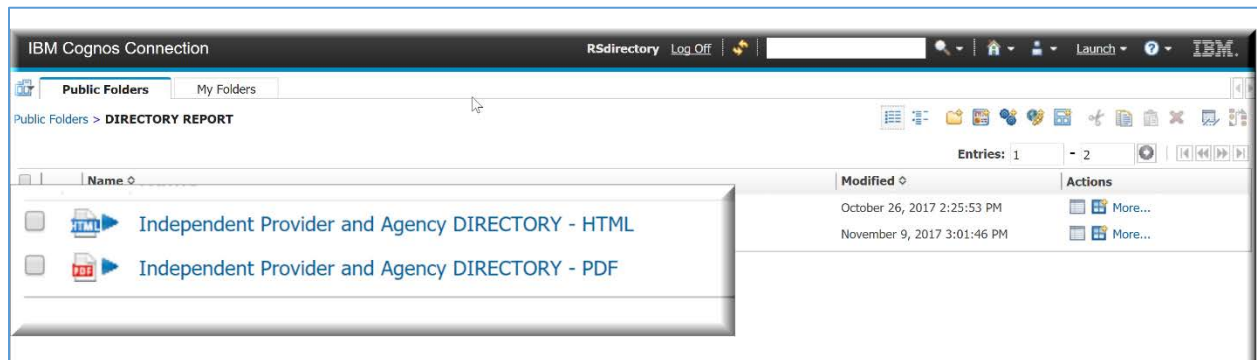 IBM Cognos Connection RSdirectory Log Off Launch IBM.
Public Folders My Folders
Public Folders > DIRECTORY REPORT
Entries: 1 - 2
Name Modified Actions
HTML Independent Provider and Agency DIRECTORY - HTML October 26, 2017 2:25:53 PM More...
PDF Independent Provider and Agency DIRECTORY - PDF November 9, 2017 3:01:46 PM More...